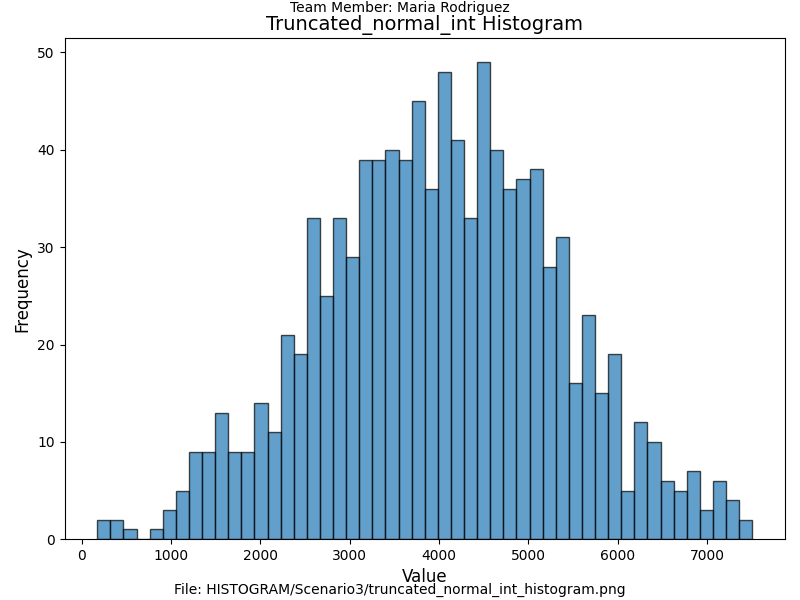 Team Member: Maria Rodriguez
Truncated_normal_int Histogram
50
40
30
20
10
0
Frequency
0 1000 2000 3000 4000 5000 6000 7000
Value
File: HISTOGRAM/Scenario3/truncated_normal_int_histogram.png